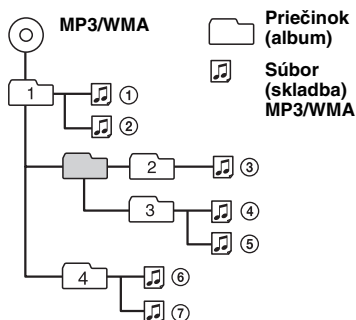 MP3/WMA
Priečinok
(album)
Súbor
(skladba)
MP3/WMA
1
①
②
2
③
3
④
⑤
4
⑥
⑦